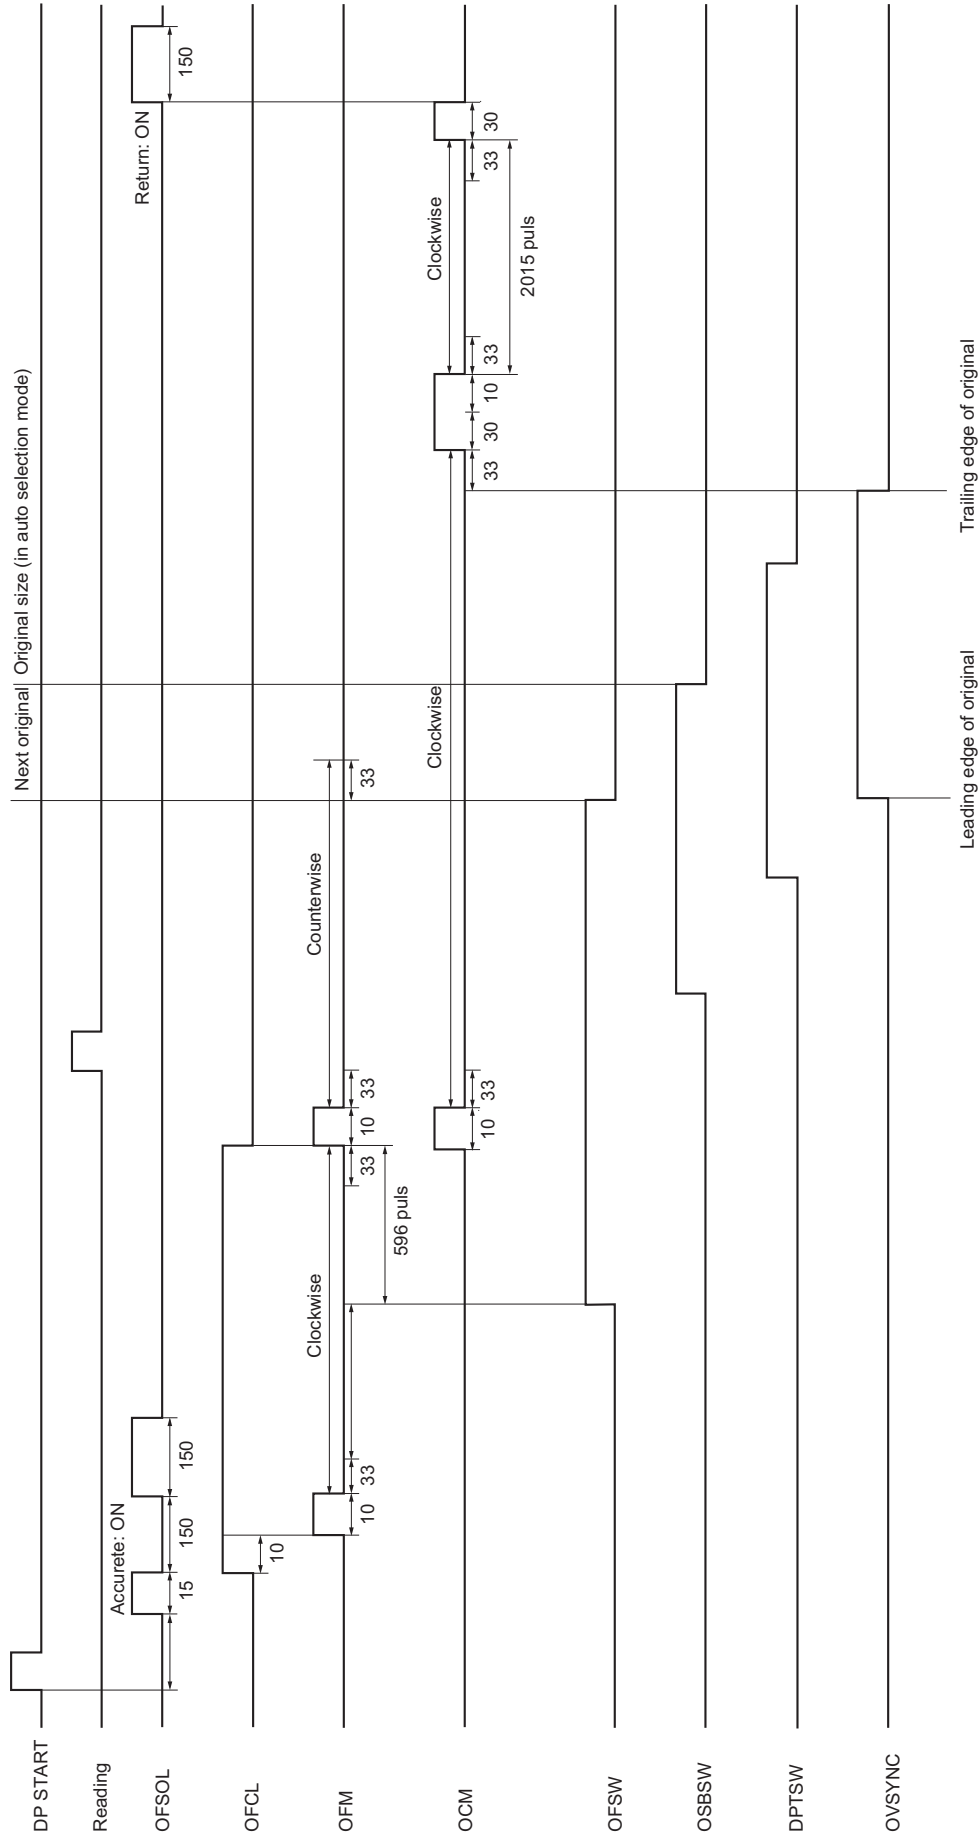 DP START
Reading
Next original
Original size (in auto selection mode)
OFSOL
Accurete: ON
15
150
150
Return: ON
150
OFCL
10
OFM
10
33
Clockwise
596 puls
33
10
33
Counterwise
33
OCM
10
33
Clockwise
33
30
10
33
Clockwise
2015 puls
33
30
OFSW
OSBSW
DPTSW
OVSYNC
Leading edge of original
Trailing edge of original